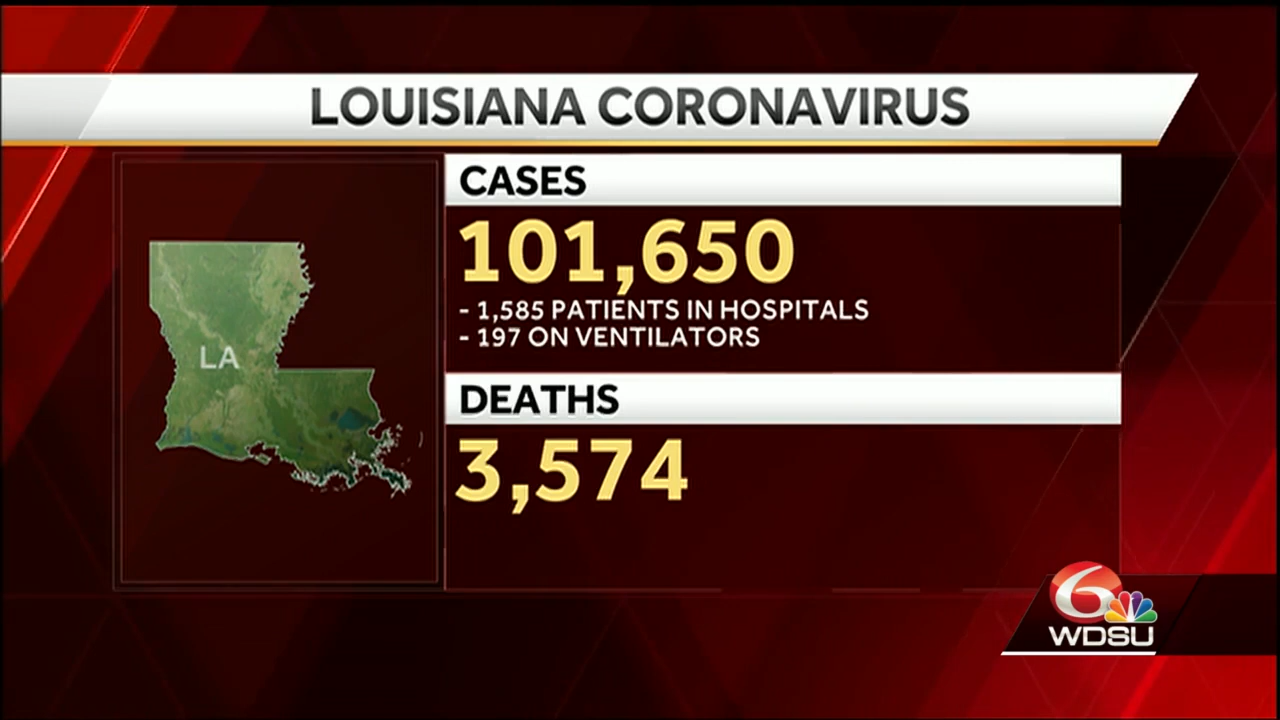 LOUISIANA CORONAVIRUS
CASES
101,650
- 1,585 PATIENTS IN HOSPITALS
- 197 ON VENTILATORS
LA
DEATHS
3,574
6
WDSU